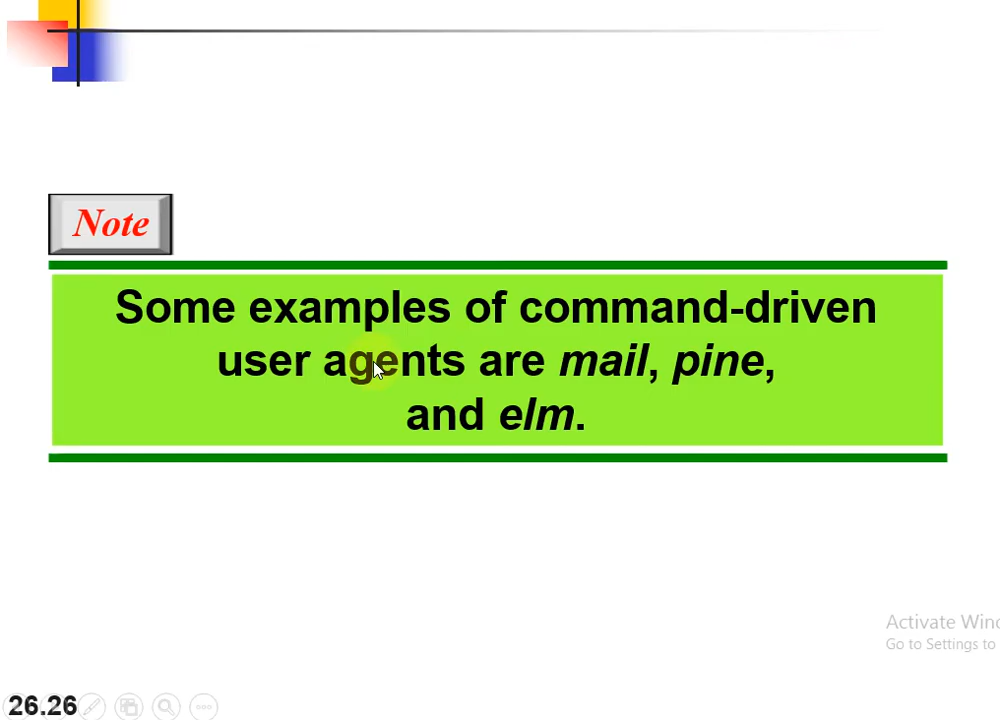 Note
Some examples of command-driven
user agents are mail, pine,
and elm.
Activate Win
Go to Settings to
26.26